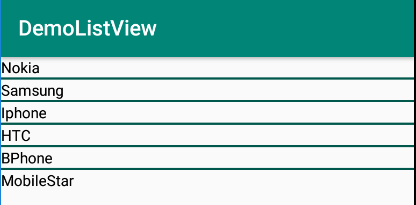 DemoListView
Nokia
Samsung
Iphone
HTC
BPhone
MobileStar